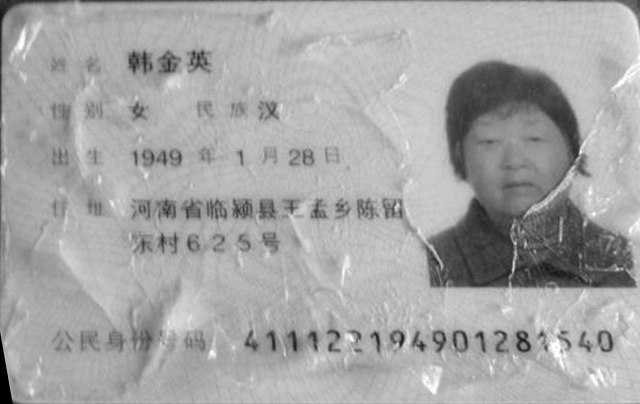 姓名 韩金英
性别 女 民族 汉
出生 1949 年 1 月 28 日
住址 河南省临颍县王孟乡陈留
东村625号
公民身份号码 411122194901281540